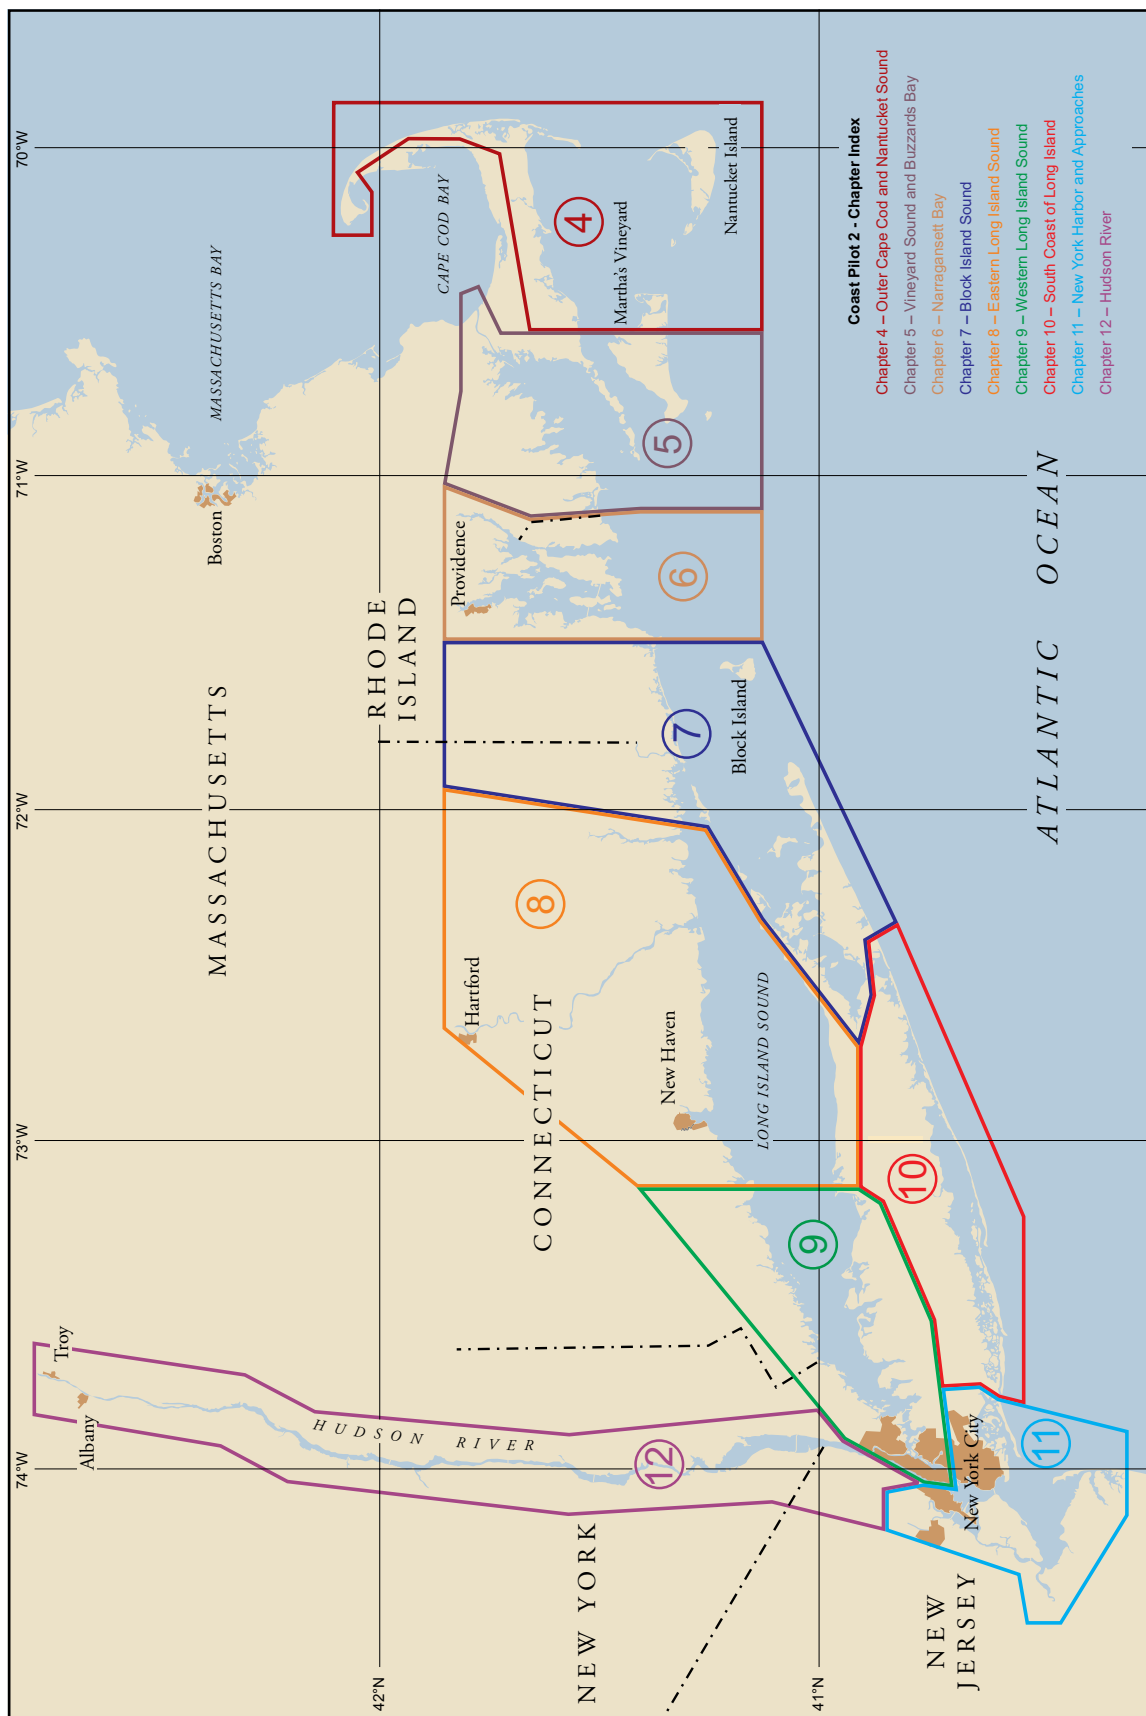 70°W
71°W
72°W
73°W
74°W
42°N
41°N
MASSACHUSETTS BAY
CAPE COD BAY
Boston
MASSACHUSETTS
RHODE
ISLAND
Providence
Martha's Vineyard
Nantucket Island
4
5
6
7
Block Island
8
Hartford
CONNECTICUT
New Haven
LONG ISLAND SOUND
9
10
Troy
Albany
HUDSON RIVER
12
NEW YORK
New York City
11
NEW
JERSEY
ATLANTIC OCEAN
Coast Pilot 2 - Chapter Index
Chapter 4 – Outer Cape Cod and Nantucket Sound
Chapter 5 – Vineyard Sound and Buzzards Bay
Chapter 6 – Narragansett Bay
Chapter 7 – Block Island Sound
Chapter 8 – Eastern Long Island Sound
Chapter 9 – Western Long Island Sound
Chapter 10 – South Coast of Long Island
Chapter 11 – New York Harbor and Approaches
Chapter 12 – Hudson River